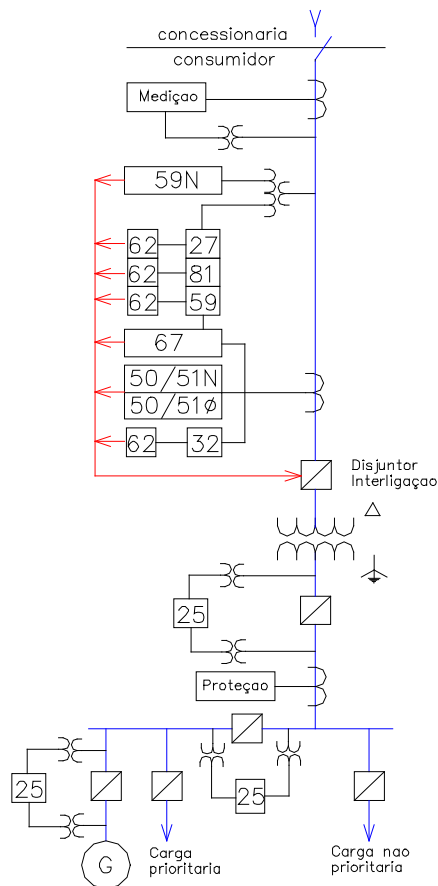 concessionaria
consumidor
Mediçao
59N
62
27
62
81
62
59
67
50/51N
50/51ø
62
32
Disjuntor
Interligaçao
25
Proteçao
25
25
G
Carga
prioritaria
Carga nao
prioritaria